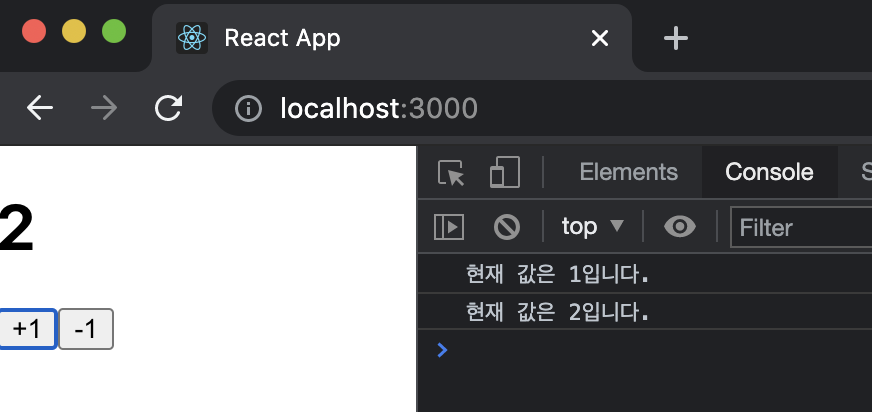 React App
localhost:3000
Elements Console
top Filter
현재 값은 1입니다.
현재 값은 2입니다.
2
+1 -1